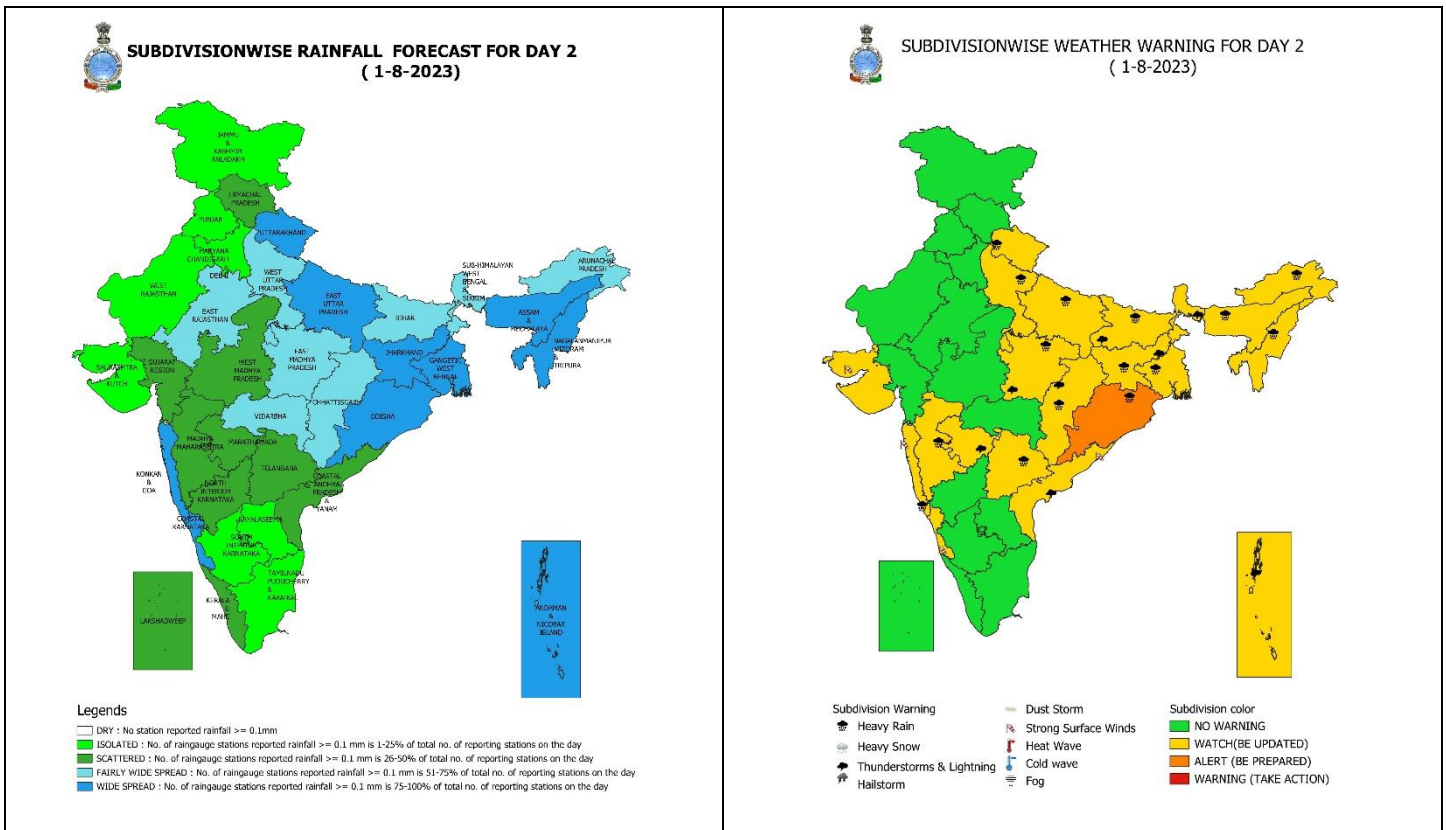 SUBDIVISIONWISE RAINFALL FORECAST FOR DAY 2
( 1-8-2023)
JAMMU
&
KASHMIR
ANLADAKH
HIMACHAL
PRADESH
PUNJAB
UTTARAKHAND
HARYANA
CHANDIGARH
DELHI
WEST
UTTAR
PRADESH
WEST
RAJASTHAN
EAST
RAJASTHAN
EAST
UTTAR
PRADESH
SUB-HIMALAYAN
WEST
BENGAL
&
SIKKIM
ARUNACHAL
PRADESH
BIHAR
ASSAM
&
MEGHALAYA
NAGALANMANIPUR
MIZORAM
&
TRIPURA
SAURASHTRA
&
KUTCH
GUJARAT
REGION
WEST
MADHYA
PRADESH
EAST
MADHYA
PRADESH
JHARKHAND
GANGETIC
WEST
BENGAL
CHHATTISGARH
ODISHA
VIDARBHA
MADHYA
MAHARASHTRA
MARATHAWADA
TELANGANA
KONKAN
&
GOA
NORTH
INTERIOR
KARNATAKA
COASTAL
ANDHRA
PRADESH
&
YANAM
COASTAL
KARNATAKA
RAYALASEEMA
SOUTH
INTERIOR
KARNATAKA
TAMILNADU
PUDUCHERRY
&
KARAIKAL
KERALA
&
MAHE
LAKSHADWEEP
ANDAMAN
&
NICOBAR
ISLAND
Legends
DRY : No station reported rainfall >= 0.1mm
ISOLATED : No. of raingauge stations reported rainfall >= 0.1 mm is 1-25% of total no. of reporting stations on the day
SCATTERED : No. of raingauge stations reported rainfall >= 0.1 mm is 26-50% of total no. of reporting stations on the day
FAIRLY WIDE SPREAD : No. of raingauge stations reported rainfall >= 0.1 mm is 51-75% of total no. of reporting stations on the day
WIDE SPREAD : No. of raingauge stations reported rainfall >= 0.1 mm is 75-100% of total no. of reporting stations on the day
SUBDIVISIONWISE WEATHER WARNING FOR DAY 2
( 1-8-2023)
Subdivision Warning
Heavy Rain
Heavy Snow
Thunderstorms & Lightning
Hailstorm
Dust Storm
Strong Surface Winds
Heat Wave
Cold wave
Fog
Subdivision color
NO WARNING
WATCH(BE UPDATED)
ALERT (BE PREPARED)
WARNING (TAKE ACTION)